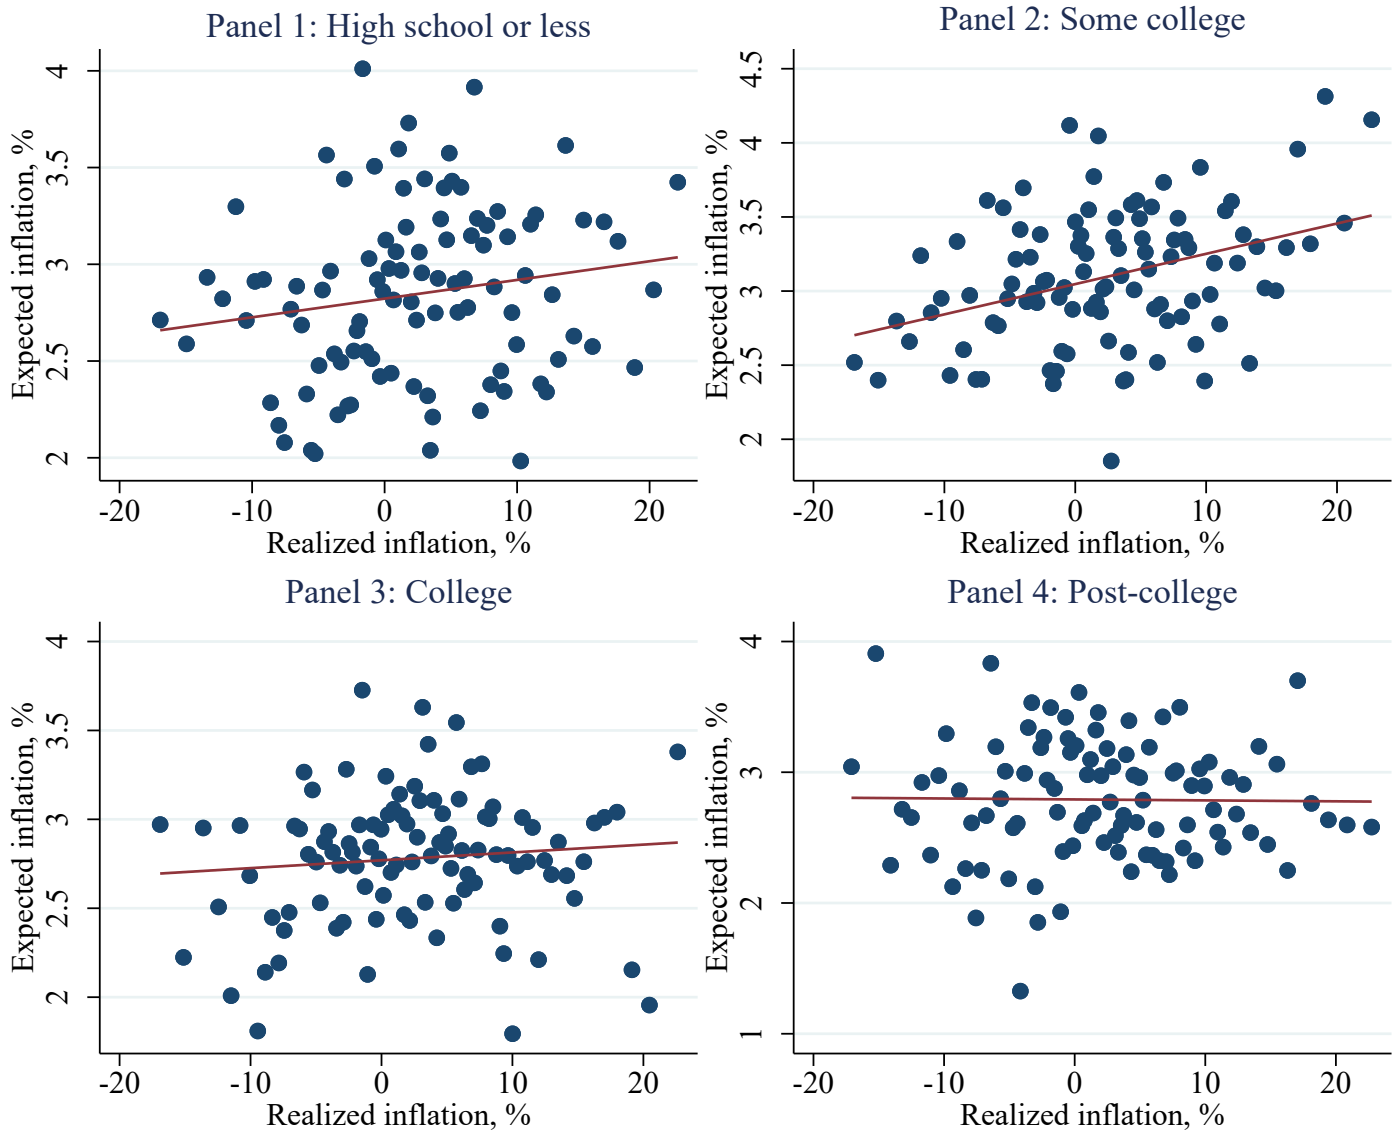 Panel 1: High school or less
Expected inflation, %
4
3.5
3
2.5
2
-20 -10 0 10 20
Realized inflation, %
Panel 2: Some college
Expected inflation, %
4.5
4
3.5
3
2.5
2
-20 -10 0 10 20
Realized inflation, %
Panel 3: College
Expected inflation, %
4
3.5
3
2.5
2
-20 -10 0 10 20
Realized inflation, %
Panel 4: Post-college
Expected inflation, %
4
3
2
1
-20 -10 0 10 20
Realized inflation, %